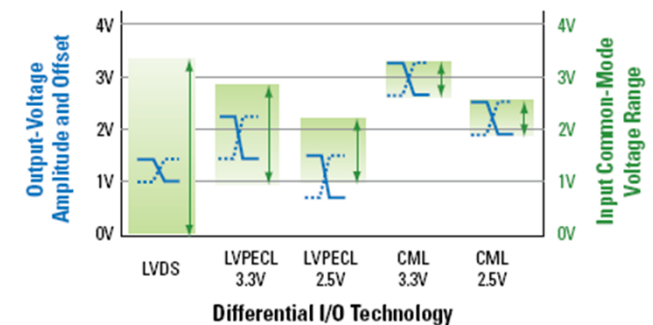 Output-Voltage
Amplitude and Offset
4V
3V
2V
1V
0V
4V
3V
2V
1V
0V
Input Common-Mode
Voltage Range
LVDS
LVPECL
3.3V
LVPECL
2.5V
CML
3.3V
CML
2.5V
Differential I/O Technology